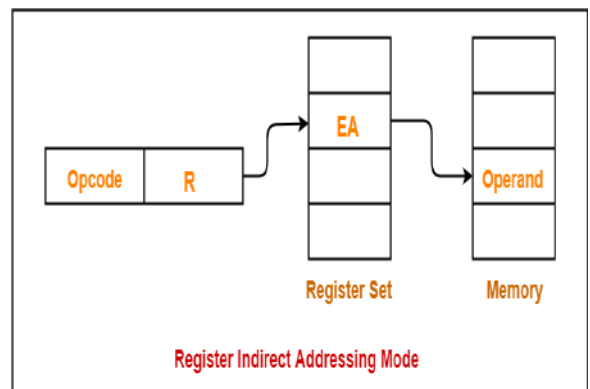 EA
Opcode R
Operand
Register Set
Memory
Register Indirect Addressing Mode